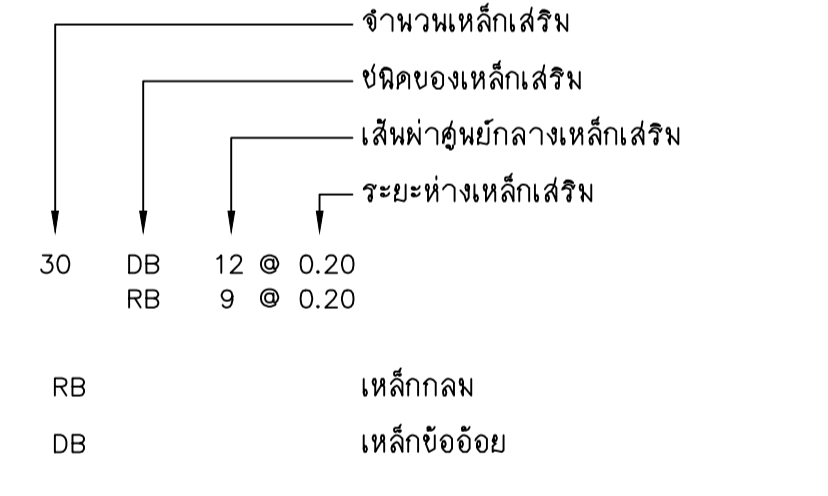 จำนวนเหล็กเสริม
ชนิดของเหล็กเสริม
เส้นผ่าศูนย์กลางเหล็กเสริม
ระยะห่างเหล็กเสริม
30 DB 12 @ 0.20
RB 9 @ 0.20
RB เหล็กกลม
DB เหล็กข้ออ้อย